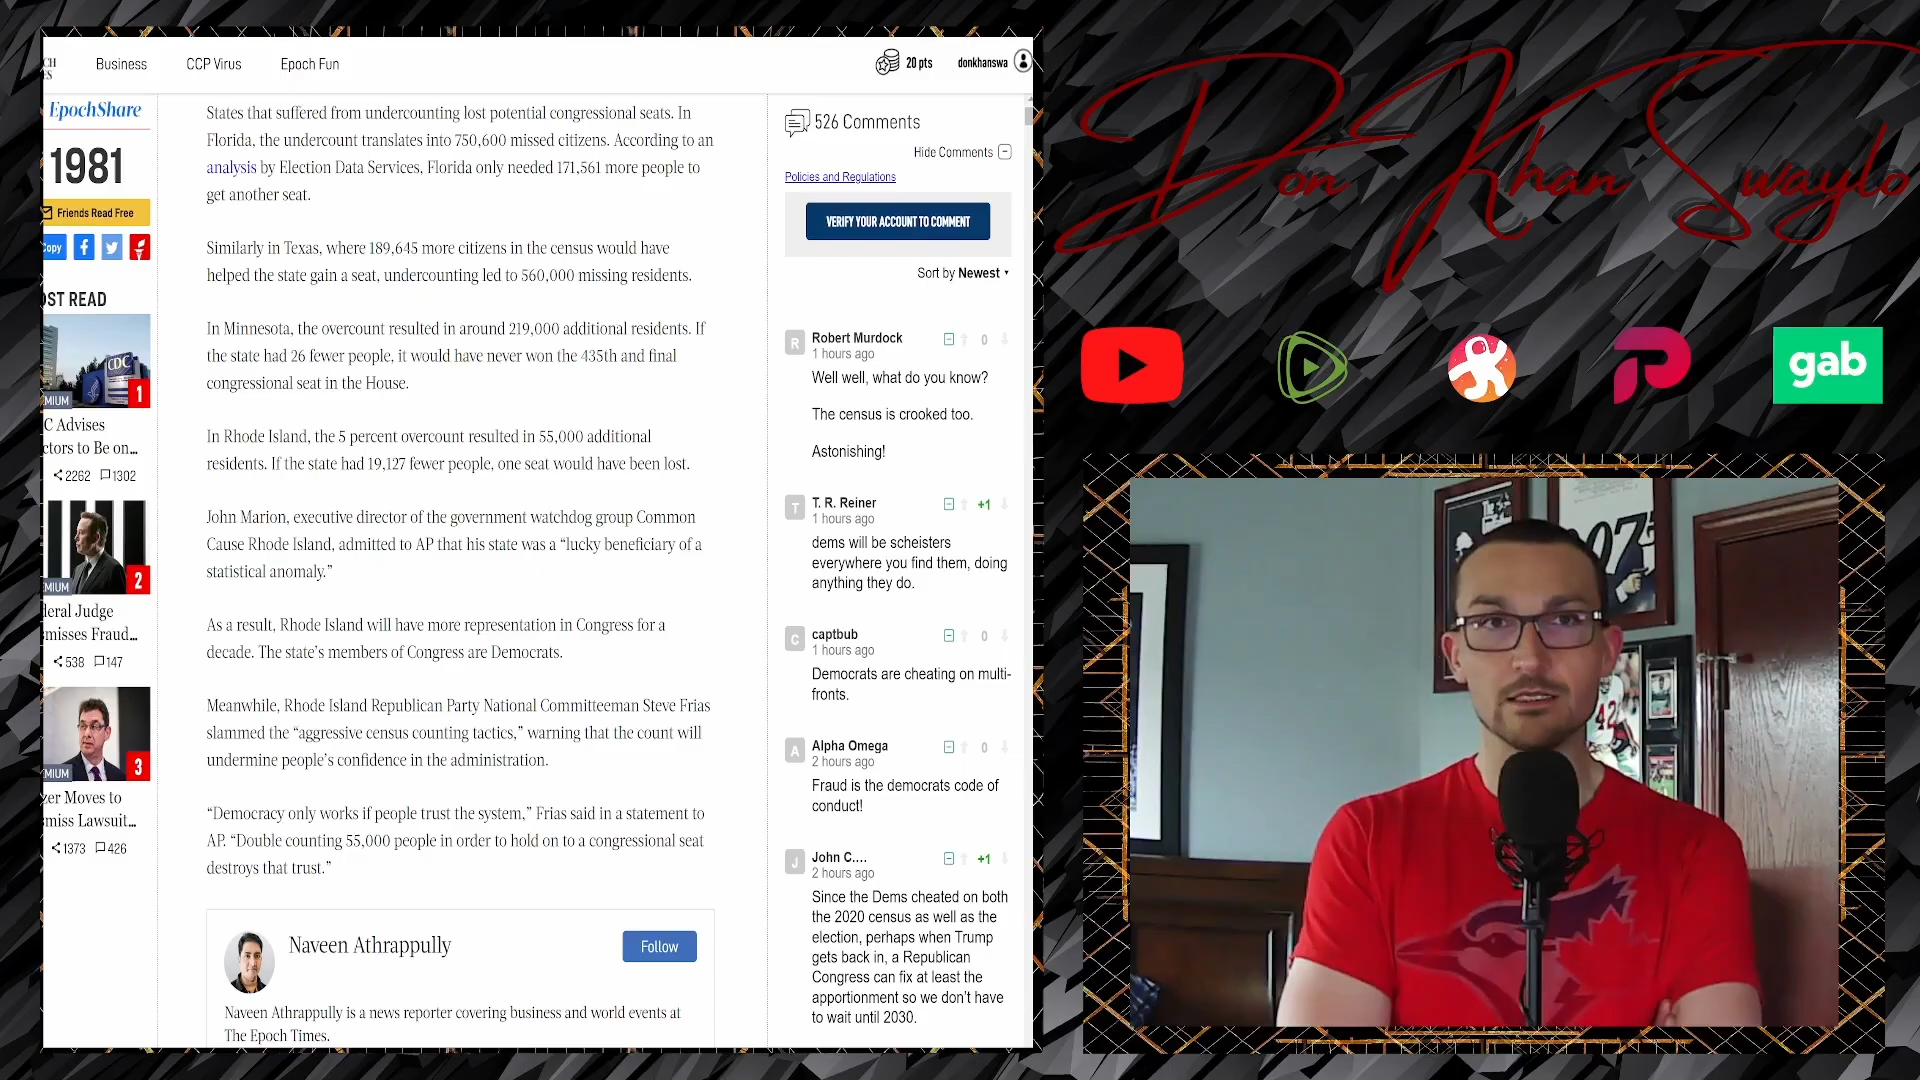 CH
ES
Business
CCP Virus
Epoch Fun
20 pts
donkhanswa
EpochShare
1981
Friends Read Free
opy
OST READ
CDC
MIUM
1
C Advises
ctors to Be on...
2262
1302
MIUM
2
deral Judge
smisses Fraud...
538
147
MIUM
3
zer Moves to
smiss Lawsuit...
1373
426
States that suffered from undercounting lost potential congressional seats. In
Florida, the undercount translates into 750,600 missed citizens. According to an
analysis by Election Data Services, Florida only needed 171,561 more people to
get another seat.
Similarly in Texas, where 189,645 more citizens in the census would have
helped the state gain a seat, undercounting led to 560,000 missing residents.
In Minnesota, the overcount resulted in around 219,000 additional residents. If
the state had 26 fewer people, it would have never won the 435th and final
congressional seat in the House.
In Rhode Island, the 5 percent overcount resulted in 55,000 additional
residents. If the state had 19,127 fewer people, one seat would have been lost.
John Marion, executive director of the government watchdog group Common
Cause Rhode Island, admitted to AP that his state was a “lucky beneficiary of a
statistical anomaly.”
As a result, Rhode Island will have more representation in Congress for a
decade. The state’s members of Congress are Democrats.
Meanwhile, Rhode Island Republican Party National Committeeman Steve Frias
slammed the “aggressive census counting tactics,” warning that the count will
undermine people’s confidence in the administration.
“Democracy only works if people trust the system,” Frias said in a statement to
AP. “Double counting 55,000 people in order to hold on to a congressional seat
destroys that trust.”
Naveen Athrappully
Follow
Naveen Athrappully is a news reporter covering business and world events at
The Epoch Times.
526 Comments
Hide Comments
Policies and Regulations
VERIFY YOUR ACCOUNT TO COMMENT
Sort by Newest
R
Robert Murdock
0
1 hours ago
Well well, what do you know?
The census is crooked too.
Astonishing!
T
T. R. Reiner
+1
1 hours ago
dems will be scheisters
everywhere you find them, doing
anything they do.
C
captbub
0
1 hours ago
Democrats are cheating on multi-
fronts.
A
Alpha Omega
0
2 hours ago
Fraud is the democrats code of
conduct!
J
John C....
+1
2 hours ago
Since the Dems cheated on both
the 2020 census as well as the
election, perhaps when Trump
gets back in, a Republican
Congress can fix at least the
apportionment so we don’t have
to wait until 2030.
Don Khan Swaylo
gab